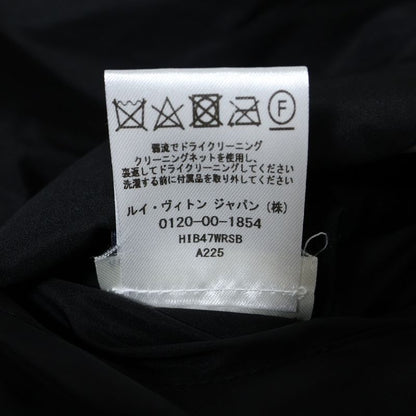 F
弱流でドライクリーニング
クリーニングネットを使用し、
裏返してドライクリーニングしてください
洗濯する前に付属品を取り外してください
ルイ・ヴィトン ジャパン (株)
0120-00-1854
HIB47WRSB
A225